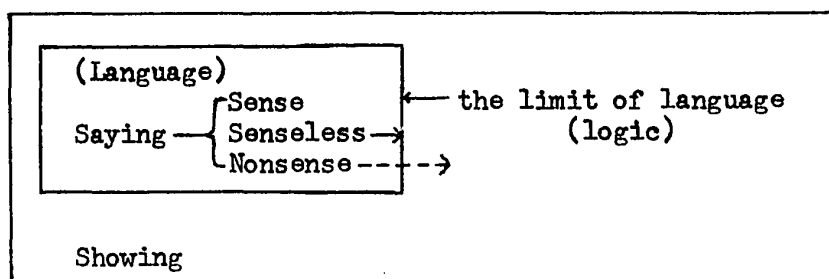 (Language)
Sense
the limit of language
Saying Senseless (logic)
Nonsense
Showing